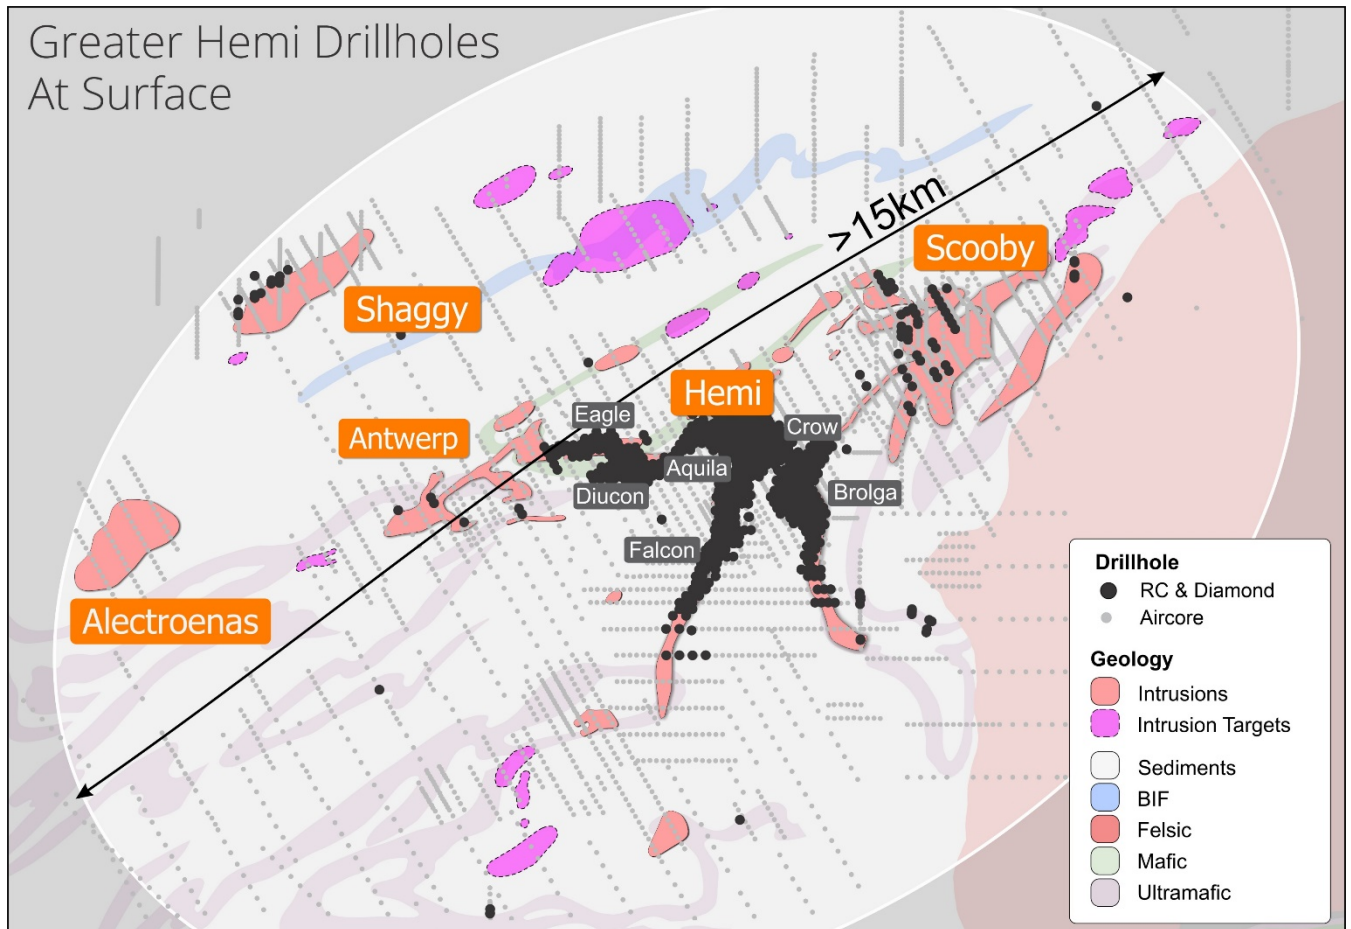 Greater Hemi Drillholes
At Surface
>15km
Scooby
Shaggy
Hemi
Eagle
Crow
Antwerp
Aquila
Diucon
Brolga
Falcon
Alectroenas
Drillhole
RC & Diamond
Aircore
Geology
Intrusions
Intrusion Targets
Sediments
BIF
Felsic
Mafic
Ultramafic